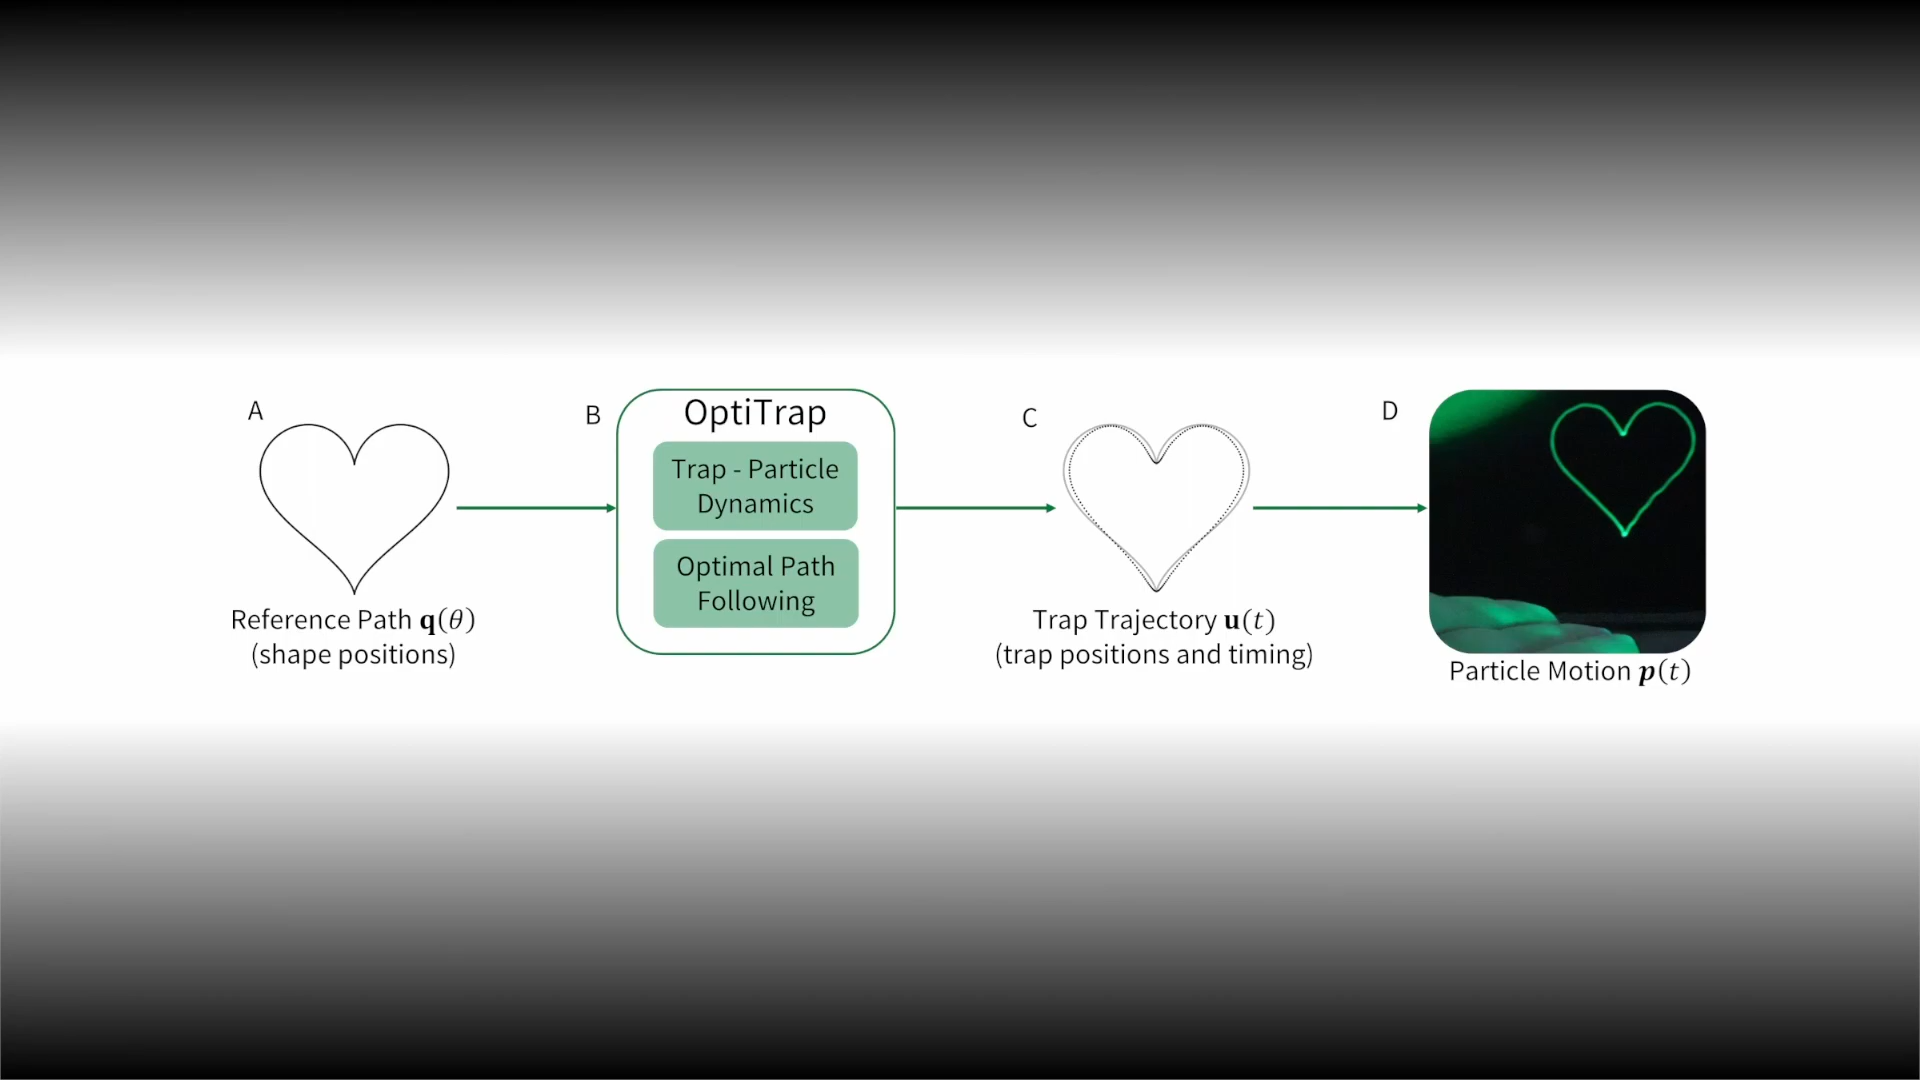 A
Reference Path q(θ)
(shape positions)
B
OptiTrap
Trap - Particle
Dynamics
Optimal Path
Following
C
Trap Trajectory u(t)
(trap positions and timing)
D
Particle Motion p(t)